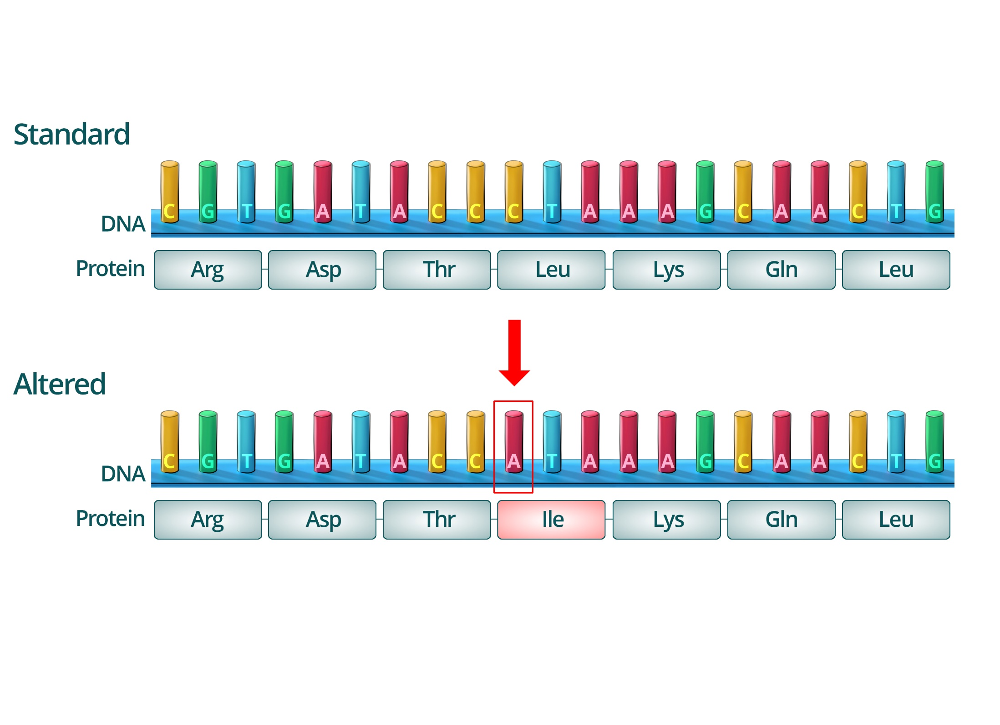 Standard
C G T G A T A C C C T A A A G C A A C T G
DNA
Protein Arg Asp Thr Leu Lys Gln Leu
Altered
C G T G A T A C C A T A A A G C A A C T G
DNA
Protein Arg Asp Thr Ile Lys Gln Leu